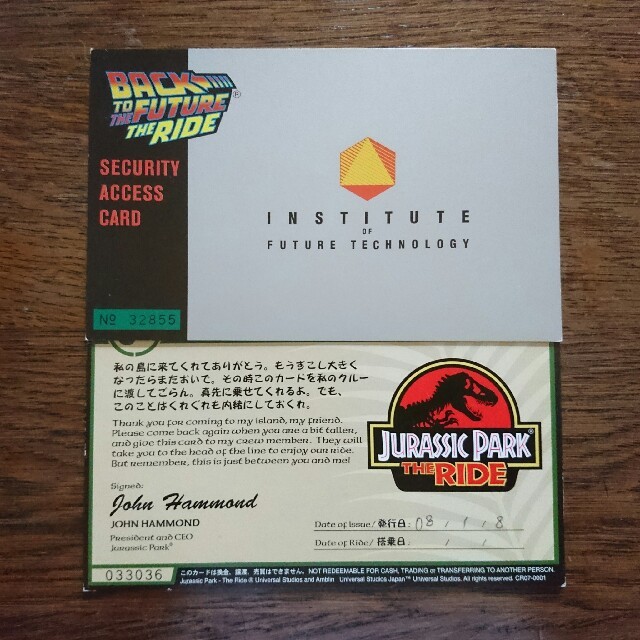 BACK
TO THE FUTURE®
THE RIDE
SECURITY
ACCESS
CARD
INSTITUTE
OF
FUTURE TECHNOLOGY
Nº 32855
私の島に来てくれてありがとう。もうすこし大きく
なったらまたおいで。その時このカードを私のクルー
に渡してごらん。真先に乗せてくれるよ。でも、
このことはくれぐれも内緒にしておくれ。
Thank you for coming to my island, my friend.
Please come back again when you are a bit taller,
and give this card to my crew member. They will
take you to the head of the line to enjoy our ride.
But remember, this is just between you and me!
JURASSIC PARK®
THE RIDE
Signed:
John Hammond
JOHN HAMMOND
President and CEO
Jurassic Park®
Date of Issue/発行日: 08 / 1 / 8
Date of Ride/搭乗日: / /
033036
このカードは換金、譲渡、売買はできません。NOT REDEEMABLE FOR CASH, TRADING or TRANSFERRING TO ANOTHER PERSON.
Jurassic Park - The Ride ® Universal Studios and Amblin Universal Studios Japan™ Universal Studios. All rights reserved. CR07-0001